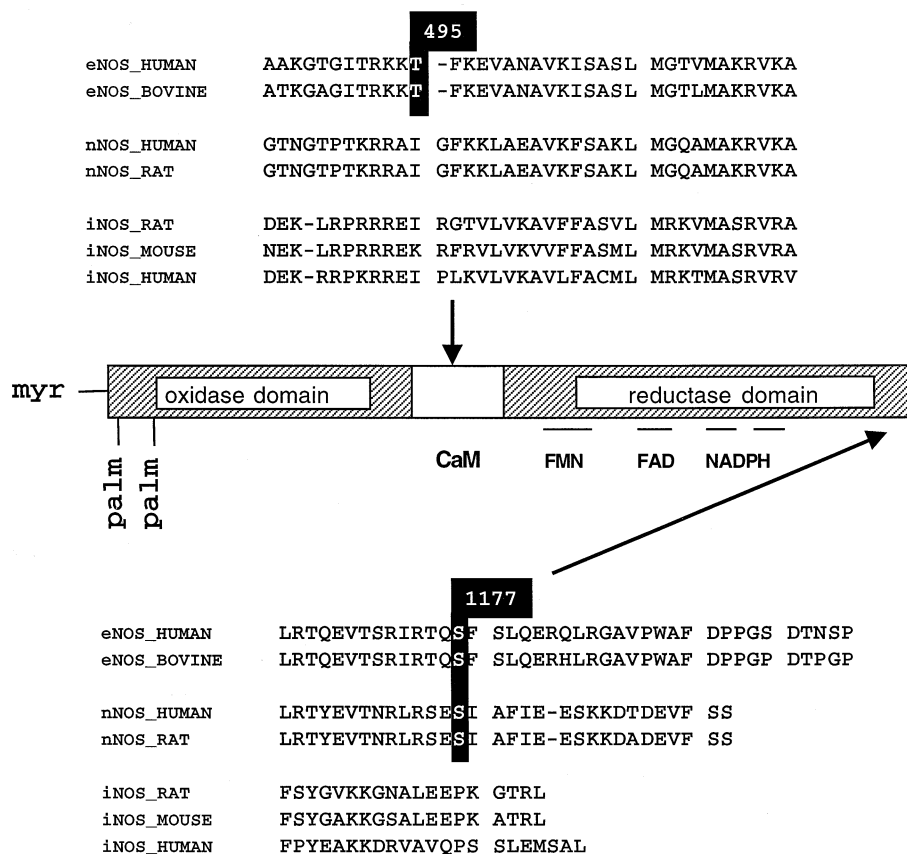 495
eNOS_HUMAN AAKGTGITRKKT -FKEVANAVKISASL MGTVMAKRVKA
eNOS_BOVINE ATKGAGITRKKT -FKEVANAVKISASL MGTLMAKRVKA
nNOS_HUMAN GTNGTPTKRRAI GFKKLAEAVKFSAKL MGQAMAKRVKA
nNOS_RAT GTNGTPTKRRAI GFKKLAEAVKFSAKL MGQAMAKRVKA
iNOS_RAT DEK-LRPRRREI RGTVLVKAVFFASVL MRKVMASRVRA
iNOS_MOUSE NEK-LRPRRREK RFRVLVKVVFFASML MRKVMASRVRA
iNOS_HUMAN DEK-RRPKRREI PLKVLVKAVLFACML MRKTMASRVRV
myr oxidase domain reductase domain
palm palm CaM FMN FAD NADPH
1177
eNOS_HUMAN LRTQEVTSRIRTQSF SLQERQLRGAVPWAF DPPGS DTNSP
eNOS_BOVINE LRTQEVTSRIRTQSF SLQERHLRGAVPWAF DPPGP DTPGP
nNOS_HUMAN LRTYEVTNRLRSESI AFIE-ESKKDTDEVF SS
nNOS_RAT LRTYEVTNRLRSESI AFIE-ESKKDADEVF SS
iNOS_RAT FSYGVKKGNALEEPK GTRL
iNOS_MOUSE FSYGAKKGSALEEPK ATRL
iNOS_HUMAN FPYEAKKDRVAVQPS SLEMSAL